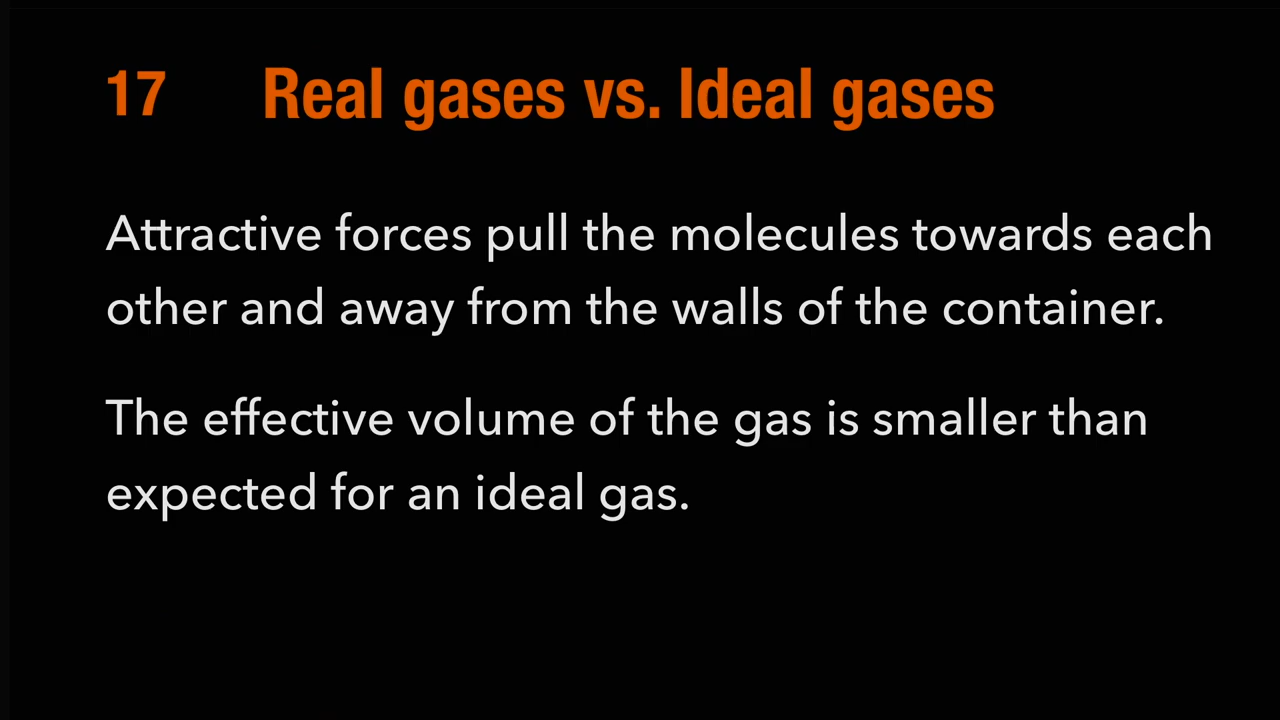 17 Real gases vs. Ideal gases
Attractive forces pull the molecules towards each
other and away from the walls of the container.
The effective volume of the gas is smaller than
expected for an ideal gas.